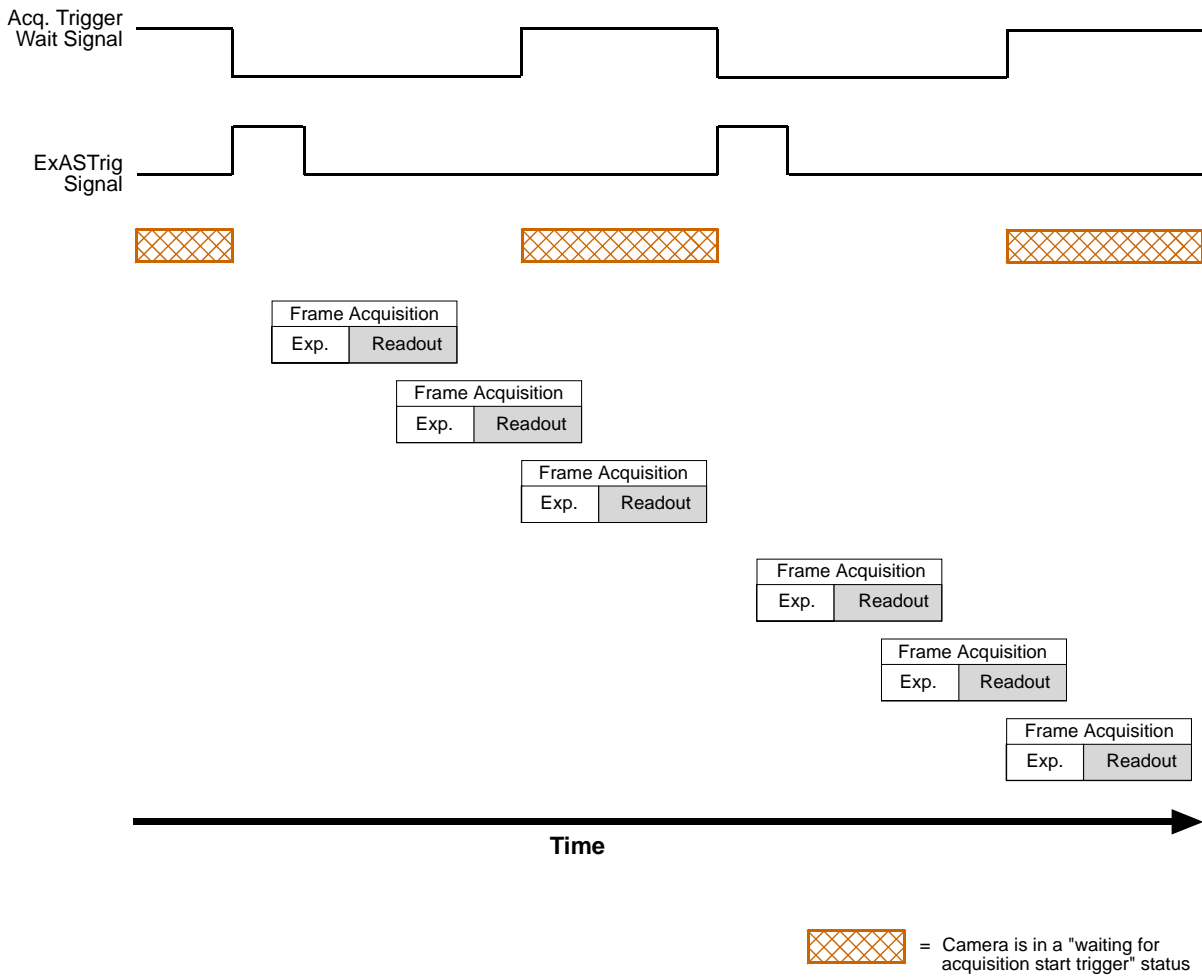 Acq. Trigger
Wait Signal
ExASTrig
Signal
Frame Acquisition
Exp. Readout
Frame Acquisition
Exp. Readout
Frame Acquisition
Exp. Readout
Frame Acquisition
Exp. Readout
Frame Acquisition
Exp. Readout
Frame Acquisition
Exp. Readout
Time
= Camera is in a "waiting for
acquisition start trigger" status